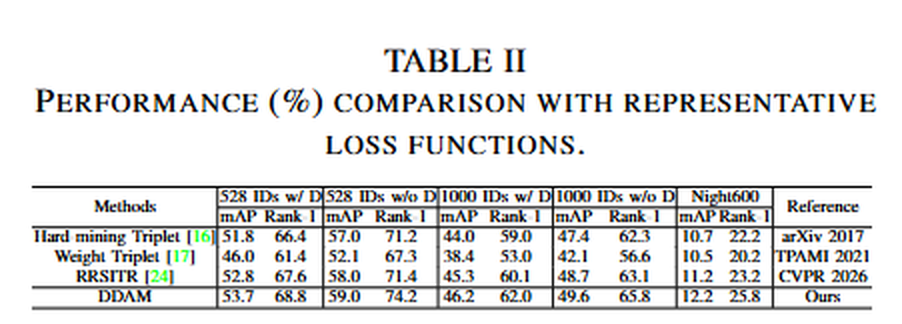 TABLE II
PERFORMANCE (%) COMPARISON WITH REPRESENTATIVE
LOSS FUNCTIONS.
Methods 528 IDs w/ D 528 IDs w/o D 1000 IDs w/ D 1000 IDs w/o D Night600 Reference
mAP Rank-1 mAP Rank-1 mAP Rank-1 mAP Rank-1 mAP Rank-1
Hard mining Triplet [16] 51.8 66.4 57.0 71.2 44.0 59.0 47.4 62.3 10.7 22.2 arXiv 2017
Weight Triplet [17] 46.0 61.4 52.1 67.3 38.4 53.0 42.1 56.6 10.5 20.2 TPAMI 2021
RRSITR [24] 52.8 67.6 58.0 71.4 45.3 60.1 48.7 63.1 11.2 23.2 CVPR 2026
DDAM 53.7 68.8 59.0 74.2 46.2 62.0 49.6 65.8 12.2 25.8 Ours